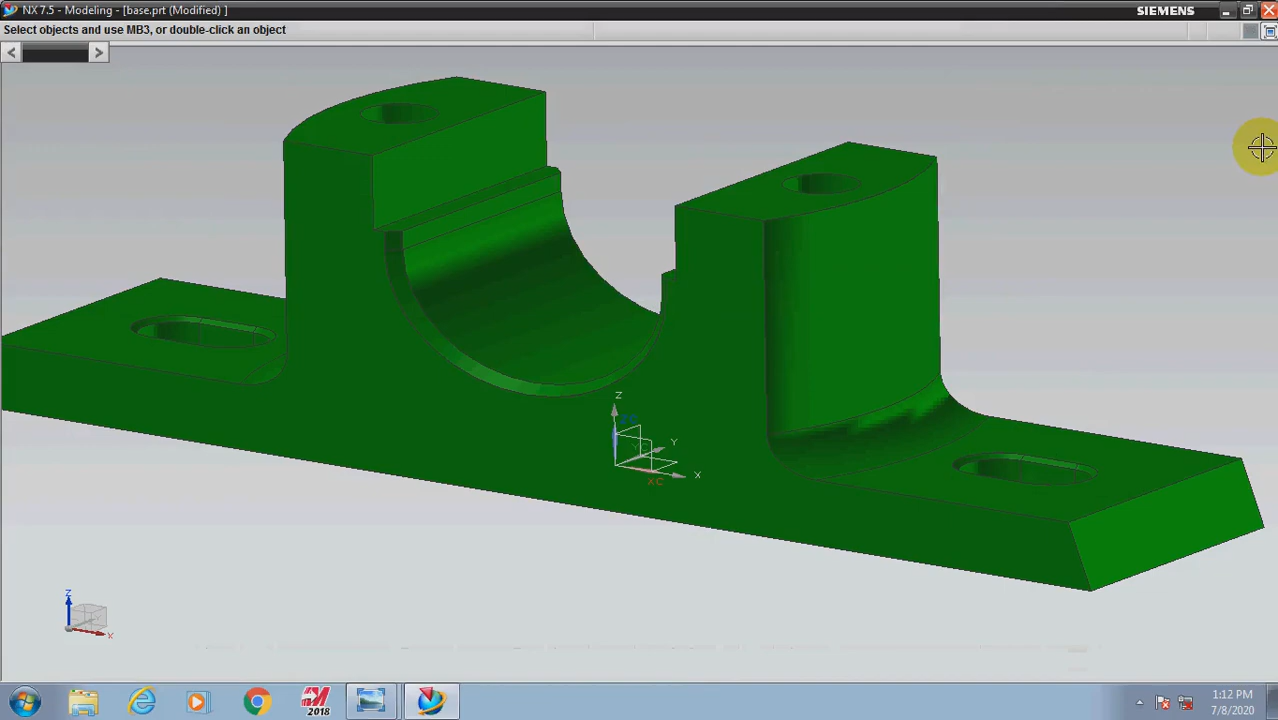 NX 7.5 - Modeling - [base.prt (Modified) ]
SIEMENS
Select objects and use MB3, or double-click an object
Z
Y
X
XC
Z
X
2018
1:12 PM
7/8/2020